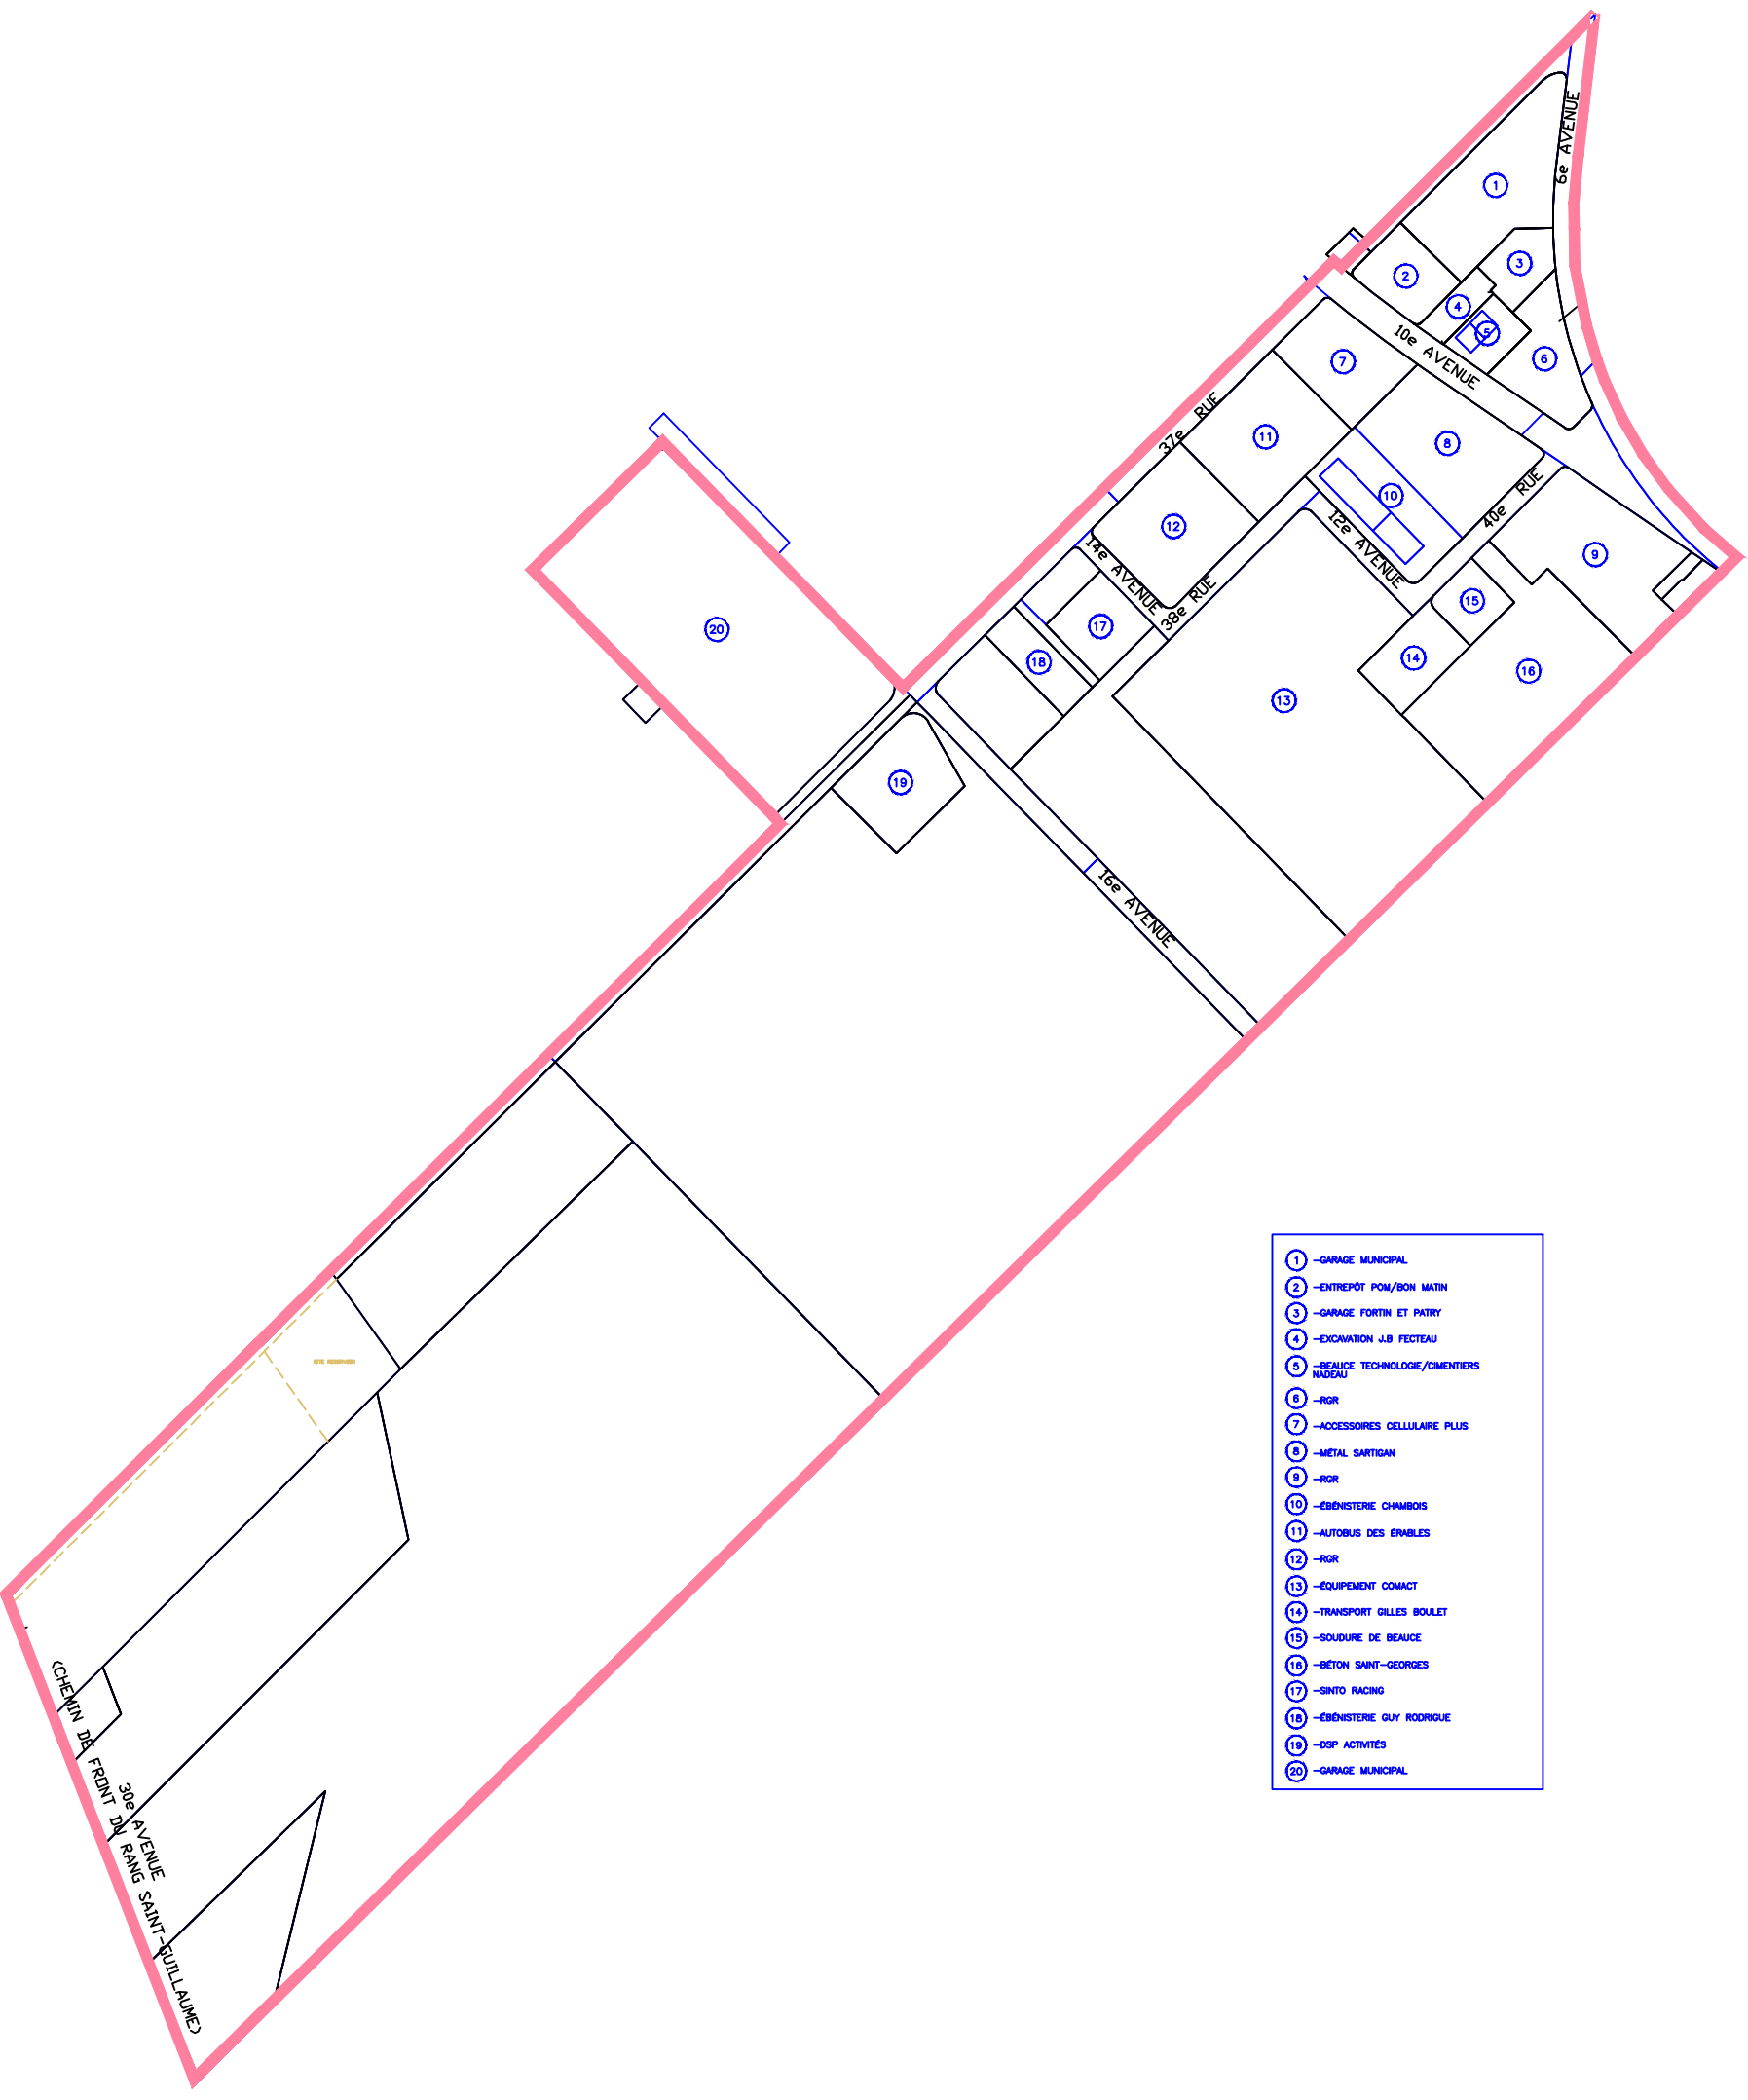 6e AVENUE
1
3
2
4
5
6
10e AVENUE
7
37e RUE
11
8
10
40e RUE
12
12e AVENUE
9
14e AVENUE
38e RUE
15
17
20
14
18
16
13
19
16e AVENUE
(CHEMIN DE FRONT DU RANG SAINT-GUILLAUME)
30e AVENUE
1 -GARAGE MUNICIPAL
2 -ENTREPÔT POM/BON MATIN
3 -GARAGE FORTIN ET PATRY
4 -EXCAVATION J.B FECTEAU
5 -BEAUCE TECHNOLOGIE/CIMENTIERS
NADEAU
6 -RGR
7 -ACCESSOIRES CELLULAIRE PLUS
8 -MÉTAL SARTIGAN
9 -RGR
10 -ÉBÉNISTERIE CHAMBOIS
11 -AUTOBUS DES ÉRABLES
12 -RGR
13 -ÉQUIPEMENT COMACT
14 -TRANSPORT GILLES BOULET
15 -SOUDURE DE BEAUCE
16 -BÉTON SAINT-GEORGES
17 -SINTO RACING
18 -ÉBÉNISTERIE GUY RODRIGUE
19 -DSP ACTIVITÉS
20 -GARAGE MUNICIPAL